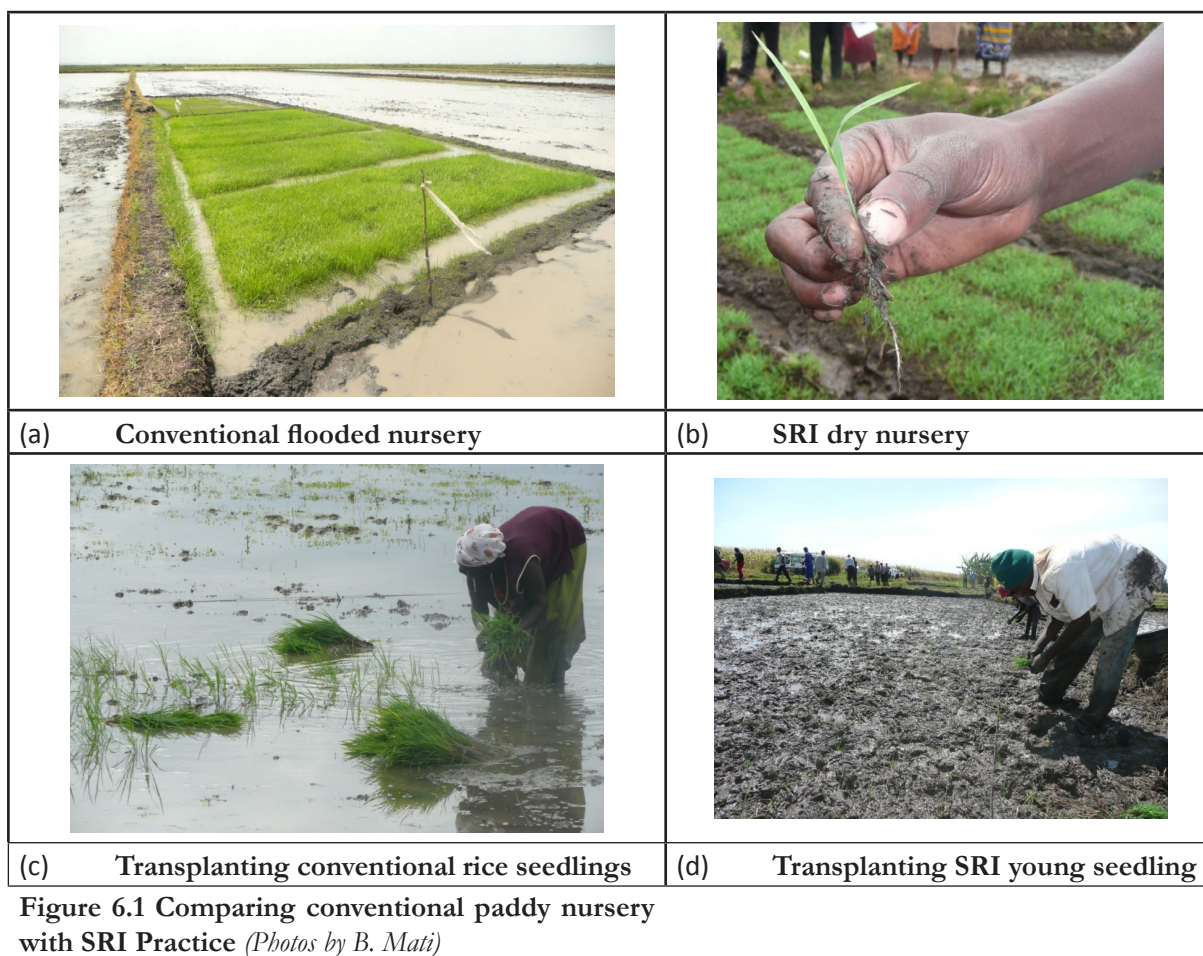 (a) Conventional flooded nursery
(b) SRI dry nursery
(c) Transplanting conventional rice seedlings
(d) Transplanting SRI young seedling
Figure 6.1 Comparing conventional paddy nursery
with SRI Practice (Photos by B. Mati)